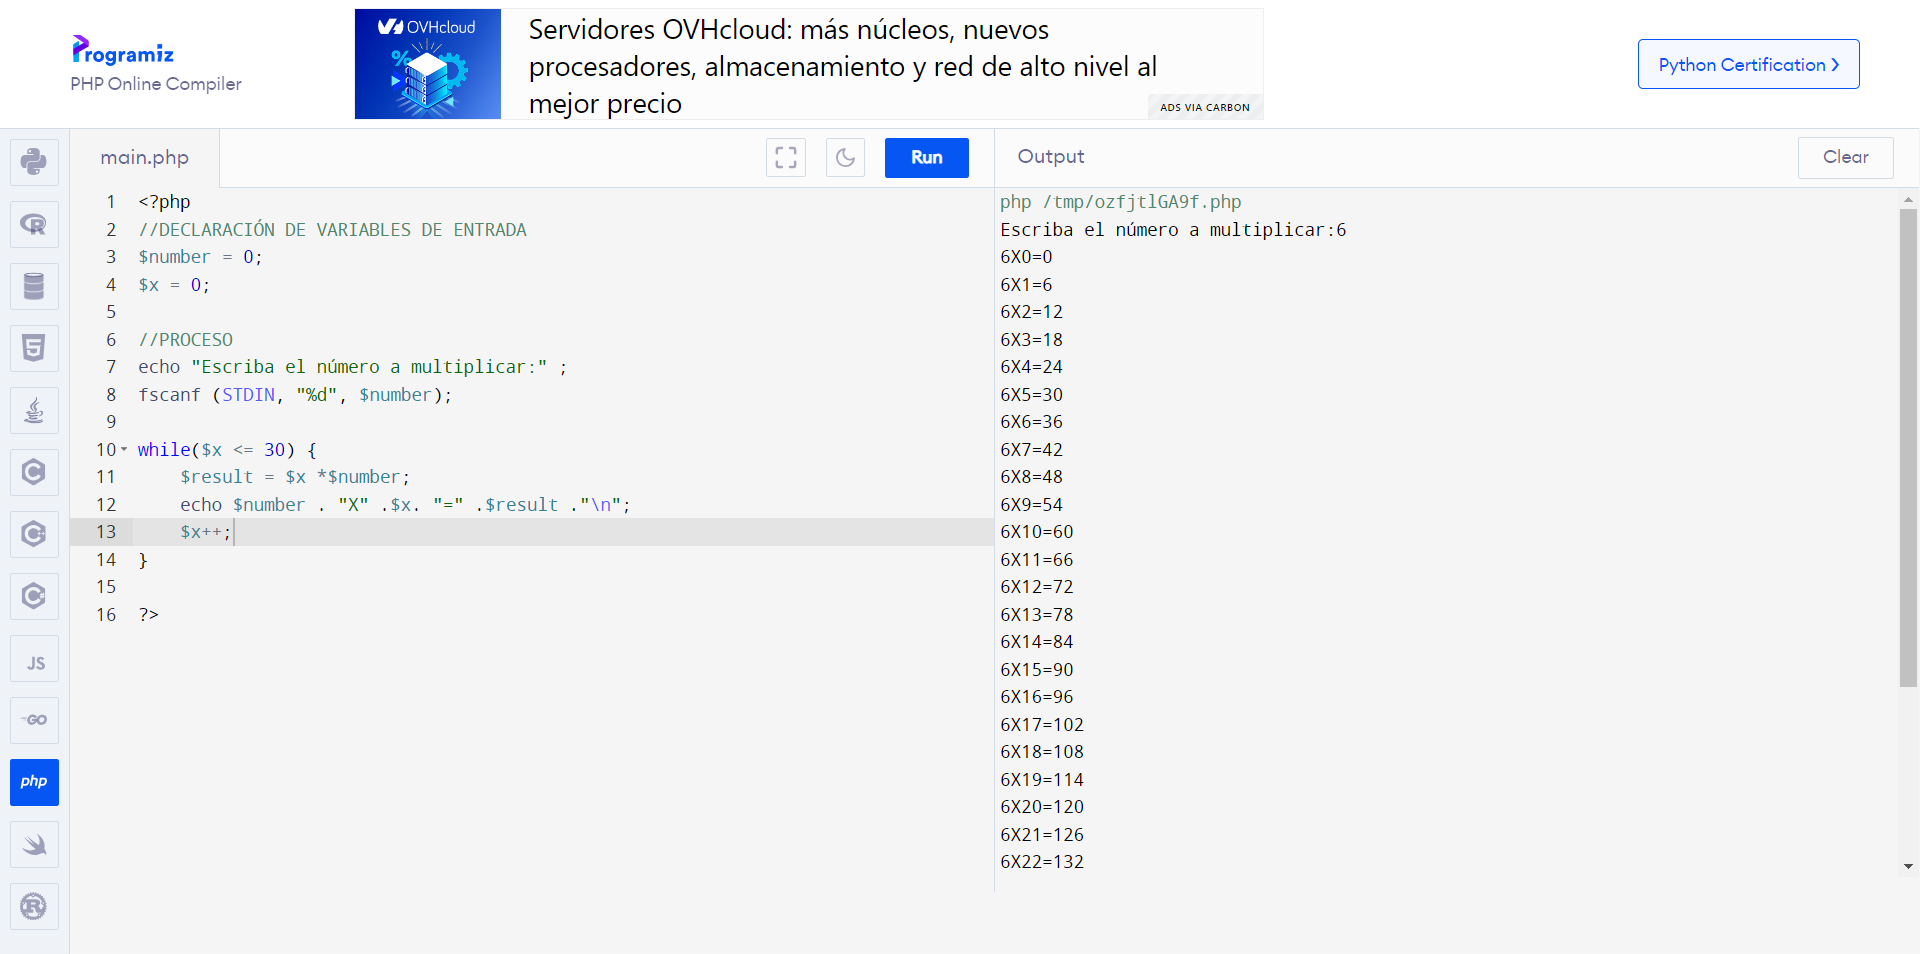 Programiz
PHP Online Compiler
OVHcloud
Servidores OVHcloud: más núcleos, nuevos
procesadores, almacenamiento y red de alto nivel al
mejor precio
ADS VIA CARBON
Python Certification
main.php
Run
Output
Clear
1 <?php
2 //DECLARACIÓN DE VARIABLES DE ENTRADA
3 $number = 0;
4 $x = 0;
5
6 //PROCESO
7 echo "Escriba el número a multiplicar:" ;
8 fscanf (STDIN, "%d", $number);
9
10 while($x <= 30) {
11     $result = $x *$number;
12     echo $number . "X" .$x. "=" .$result ."\n";
13     $x++;
14 }
15
16 ?>
php /tmp/ozfjtlGA9f.php
Escriba el número a multiplicar:6
6X0=0
6X1=6
6X2=12
6X3=18
6X4=24
6X5=30
6X6=36
6X7=42
6X8=48
6X9=54
6X10=60
6X11=66
6X12=72
6X13=78
6X14=84
6X15=90
6X16=96
6X17=102
6X18=108
6X19=114
6X20=120
6X21=126
6X22=132
R
5
C
C
C
JS
GO
php
R